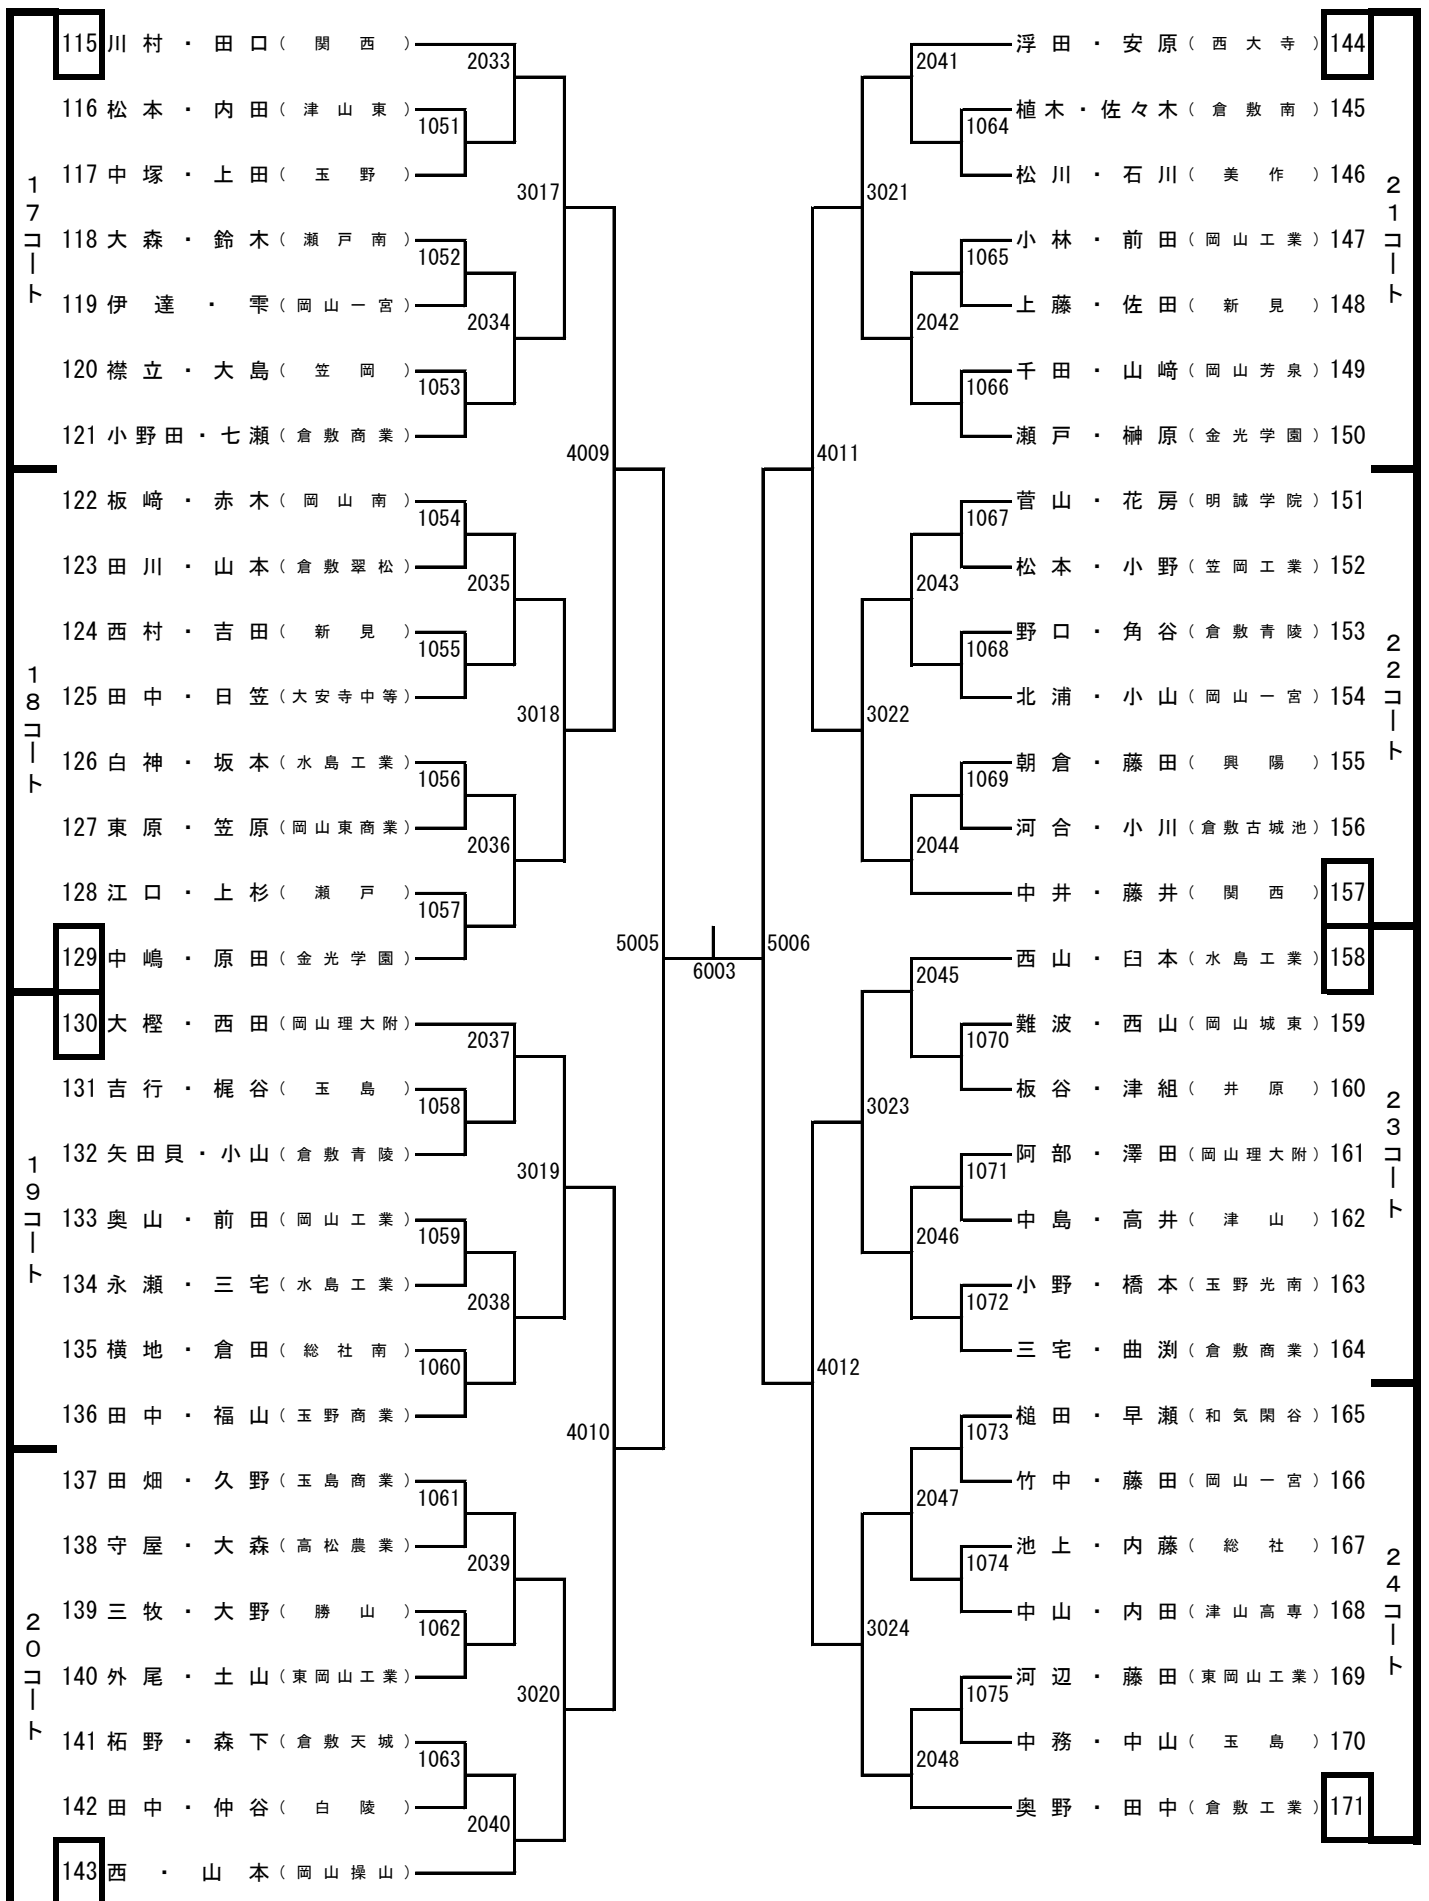 17コート
115 川村・田口（関西）
116 松本・内田（津山東）
117 中塚・上田（玉野）
118 大森・鈴木（瀬戸南）
119 伊達・雫（岡山一宮）
120 襟立・大島（笠岡）
121 小野田・七瀬（倉敷商業）
18コート
122 板﨑・赤木（岡山南）
123 田川・山本（倉敷翠松）
124 西村・吉田（新見）
125 田中・日笠（大安寺中等）
126 白神・坂本（水島工業）
127 東原・笠原（岡山東商業）
128 江口・上杉（瀬戸）
129 中嶋・原田（金光学園）
19コート
130 大樫・西田（岡山理大附）
131 吉行・梶谷（玉島）
132 矢田貝・小山（倉敷青陵）
133 奥山・前田（岡山工業）
134 永瀬・三宅（水島工業）
135 横地・倉田（総社南）
136 田中・福山（玉野商業）
20コート
137 田畑・久野（玉島商業）
138 守屋・大森（高松農業）
139 三牧・大野（勝山）
140 外尾・土山（東岡山工業）
141 柘野・森下（倉敷天城）
142 田中・仲谷（白陵）
143 西・山本（岡山操山）
1051
1052
1053
1054
1055
1056
1057
1058
1059
1060
1061
1062
1063
2033
2034
2035
2036
2037
2038
2039
2040
3017
3018
3019
3020
4009
4010
5005
6003
5006
4011
4012
3021
3022
3023
3024
2041
2042
2043
2044
2045
2046
2047
2048
1064
1065
1066
1067
1068
1069
1070
1071
1072
1073
1074
1075
浮田・安原（西大寺）144
植木・佐々木（倉敷南）145
松川・石川（美作）146
小林・前田（岡山工業）147
上藤・佐田（新見）148
千田・山﨑（岡山芳泉）149
瀬戸・榊原（金光学園）150
21コート
菅山・花房（明誠学院）151
松本・小野（笠岡工業）152
野口・角谷（倉敷青陵）153
北浦・小山（岡山一宮）154
朝倉・藤田（興陽）155
河合・小川（倉敷古城池）156
中井・藤井（関西）157
22コート
西山・臼本（水島工業）158
難波・西山（岡山城東）159
板谷・津組（井原）160
阿部・澤田（岡山理大附）161
中島・高井（津山）162
小野・橋本（玉野光南）163
三宅・曲渕（倉敷商業）164
23コート
槌田・早瀬（和気閑谷）165
竹中・藤田（岡山一宮）166
池上・内藤（総社）167
中山・内田（津山高専）168
河辺・藤田（東岡山工業）169
中務・中山（玉島）170
奥野・田中（倉敷工業）171
24コート